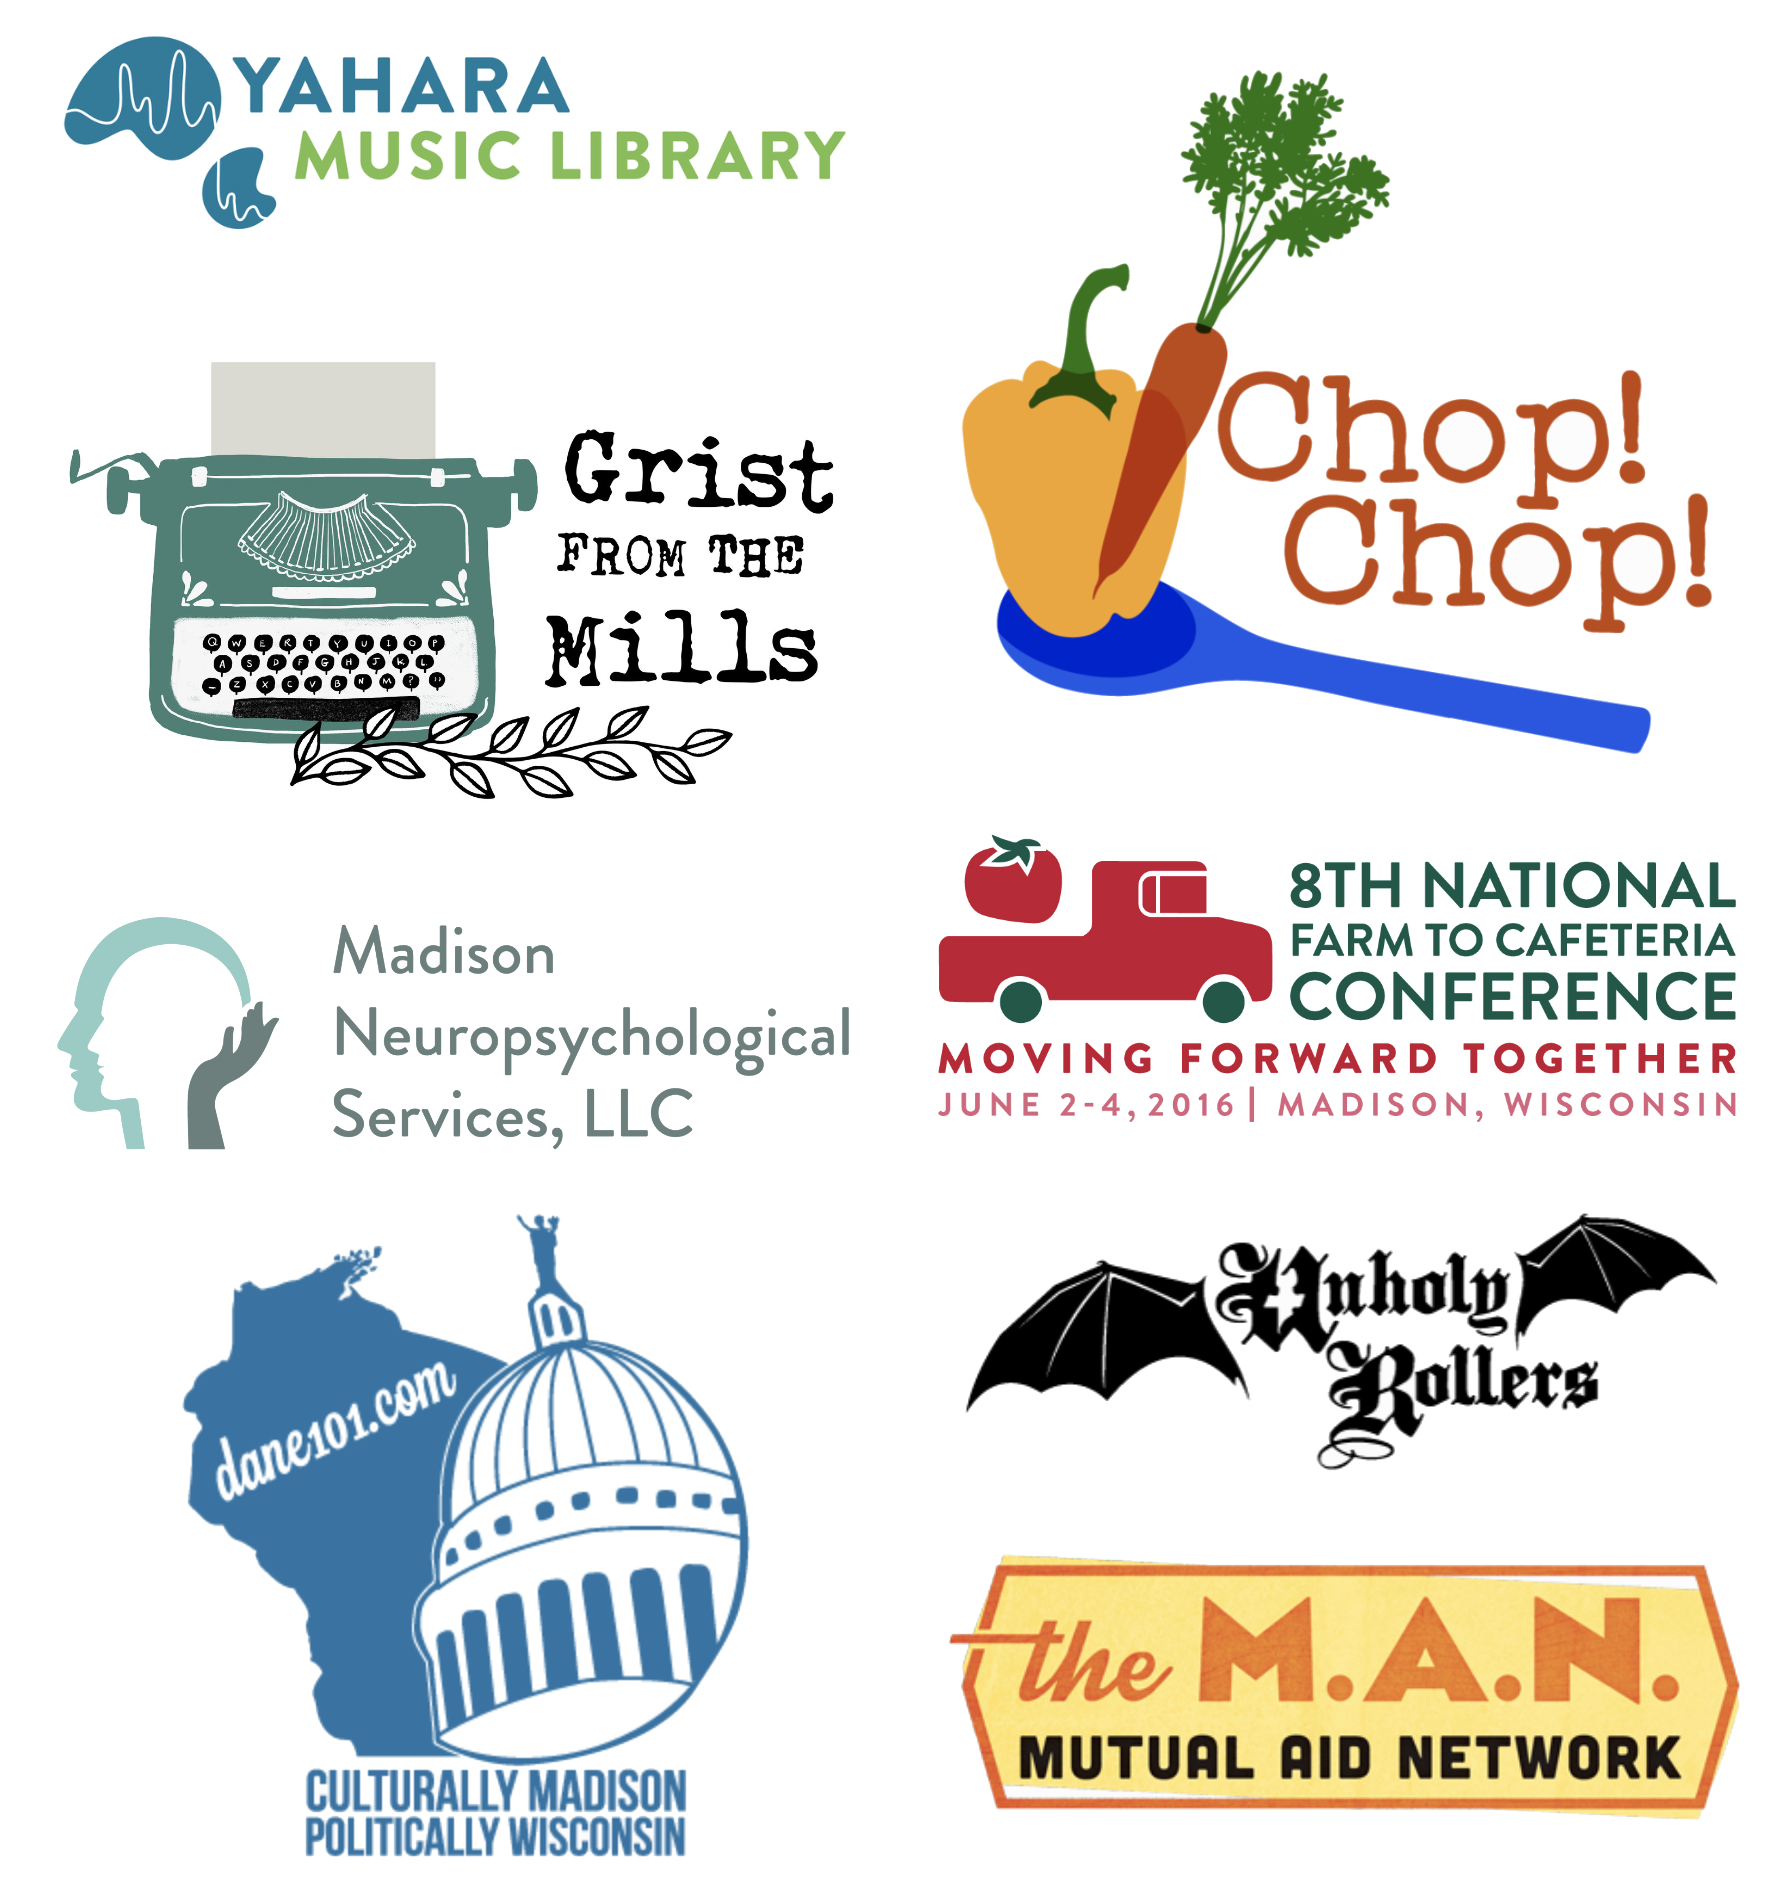 YAHARA
MUSIC LIBRARY
Chop!
Chop!
Grist
FROM THE
Mills
Q W E R T Y U I O P
A S D F G H J K L
- Z X C V B N M ? "
Madison
Neuropsychological
Services, LLC
8TH NATIONAL
FARM TO CAFETERIA
CONFERENCE
MOVING FORWARD TOGETHER
JUNE 2-4, 2016 | MADISON, WISCONSIN
dane101.com
CULTURALLY MADISON
POLITICALLY WISCONSIN
Unholy
Rollers
the M.A.N.
MUTUAL AID NETWORK